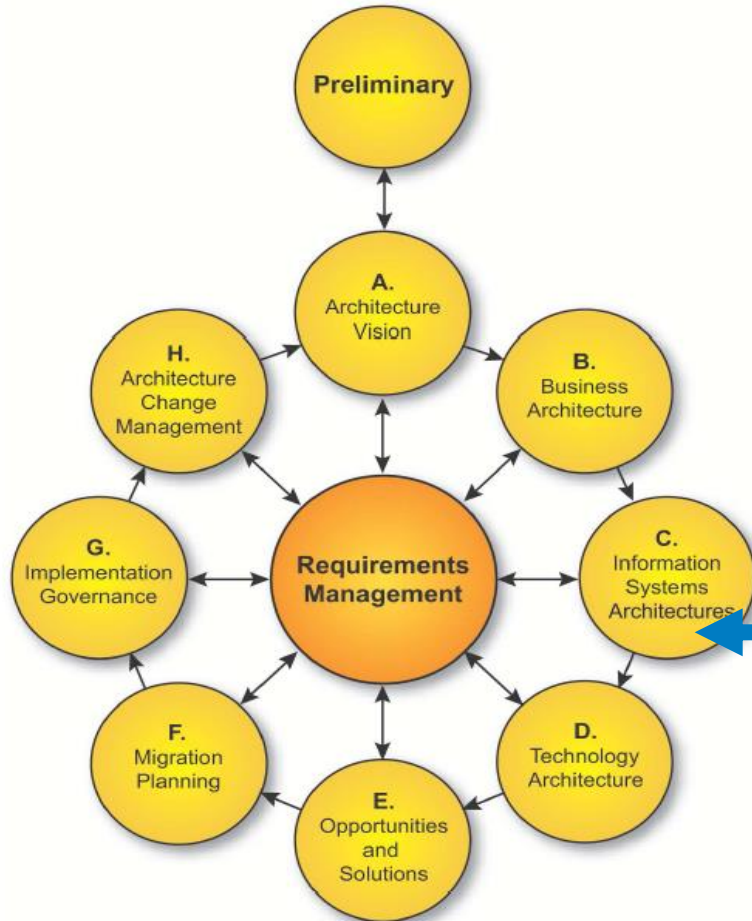 Preliminary
A.
Architecture
Vision
B.
Business
Architecture
C.
Information
Systems
Architectures
D.
Technology
Architecture
E.
Opportunities
and
Solutions
F.
Migration
Planning
G.
Implementation
Governance
H.
Architecture
Change
Management
Requirements
Management